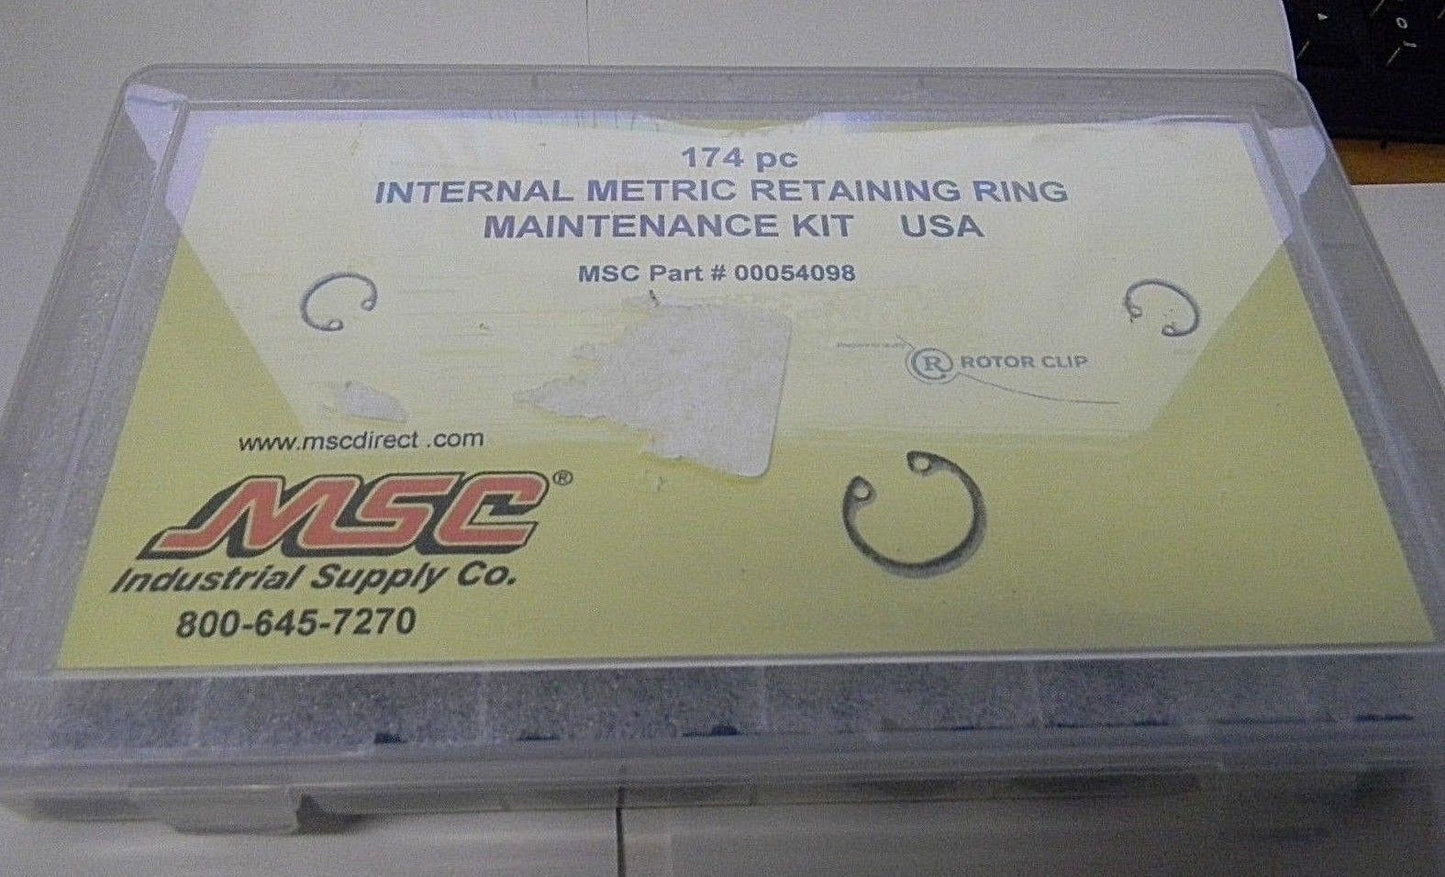 174 pc
INTERNAL METRIC RETAINING RING
MAINTENANCE KIT USA
MSC Part # 00054098
R ROTOR CLIP
www.mscdirect .com
MSC®
Industrial Supply Co.
800-645-7270